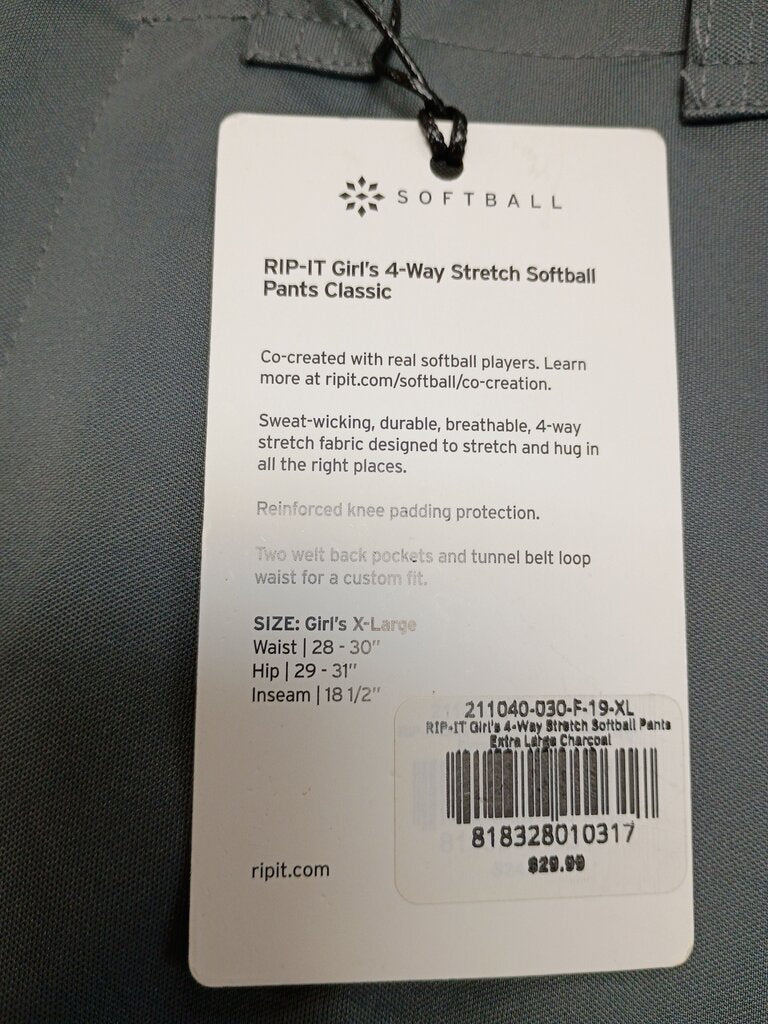 SOFTBALL
RIP-IT Girl's 4-Way Stretch Softball
Pants Classic
Co-created with real softball players. Learn
more at ripit.com/softball/co-creation.
Sweat-wicking, durable, breathable, 4-way
stretch fabric designed to stretch and hug in
all the right places.
Reinforced knee padding protection.
Two welt back pockets and tunnel belt loop
waist for a custom fit.
SIZE: Girl's X-Large
Waist | 28 - 30"
Hip | 29 - 31"
Inseam | 18 1/2"
211040-030-F-19-XL
RIP-IT Girl's 4-Way Stretch Softball Pants
Extra Large Charcoal
818328010317
$29.99
ripit.com